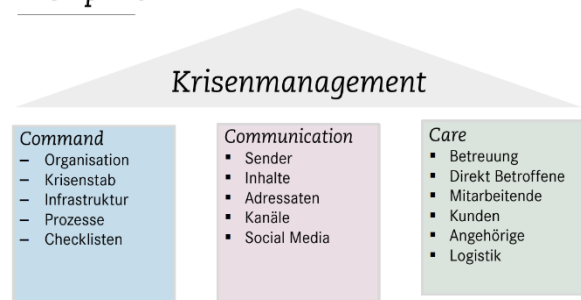 Krisenmanagement
Command
– Organisation
– Krisenstab
– Infrastruktur
– Prozesse
– Checklisten
Communication
▪ Sender
▪ Inhalte
▪ Adressaten
▪ Kanäle
▪ Social Media
Care
▪ Betreuung
▪ Direkt Betroffene
▪ Mitarbeitende
▪ Kunden
▪ Angehörige
▪ Logistik